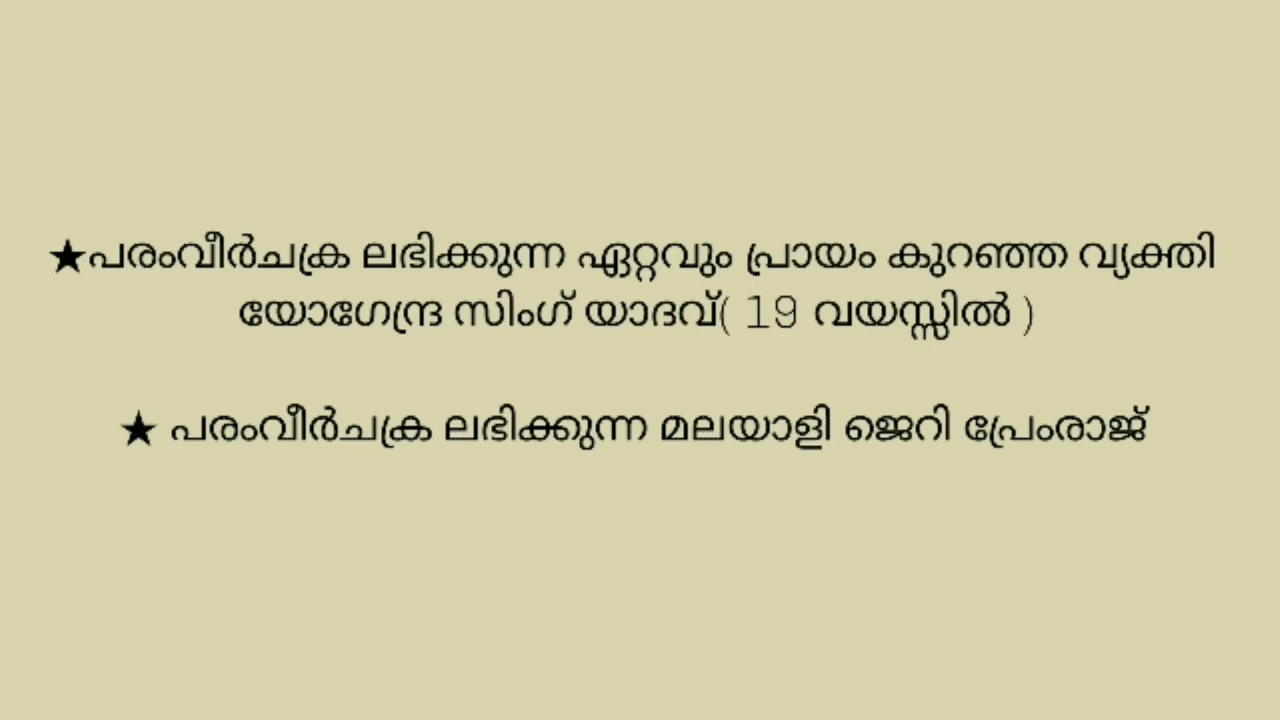 ★പരംവീർചക്ര ലഭിക്കുന്ന ഏറ്റവും പ്രായം കുറഞ്ഞ വ്യക്തി
യോഗേന്ദ്ര സിംഗ് യാദവ്( 19 വയസ്സിൽ )
★ പരംവീർചക്ര ലഭിക്കുന്ന മലയാളി ജെറി പ്രേംരാജ്